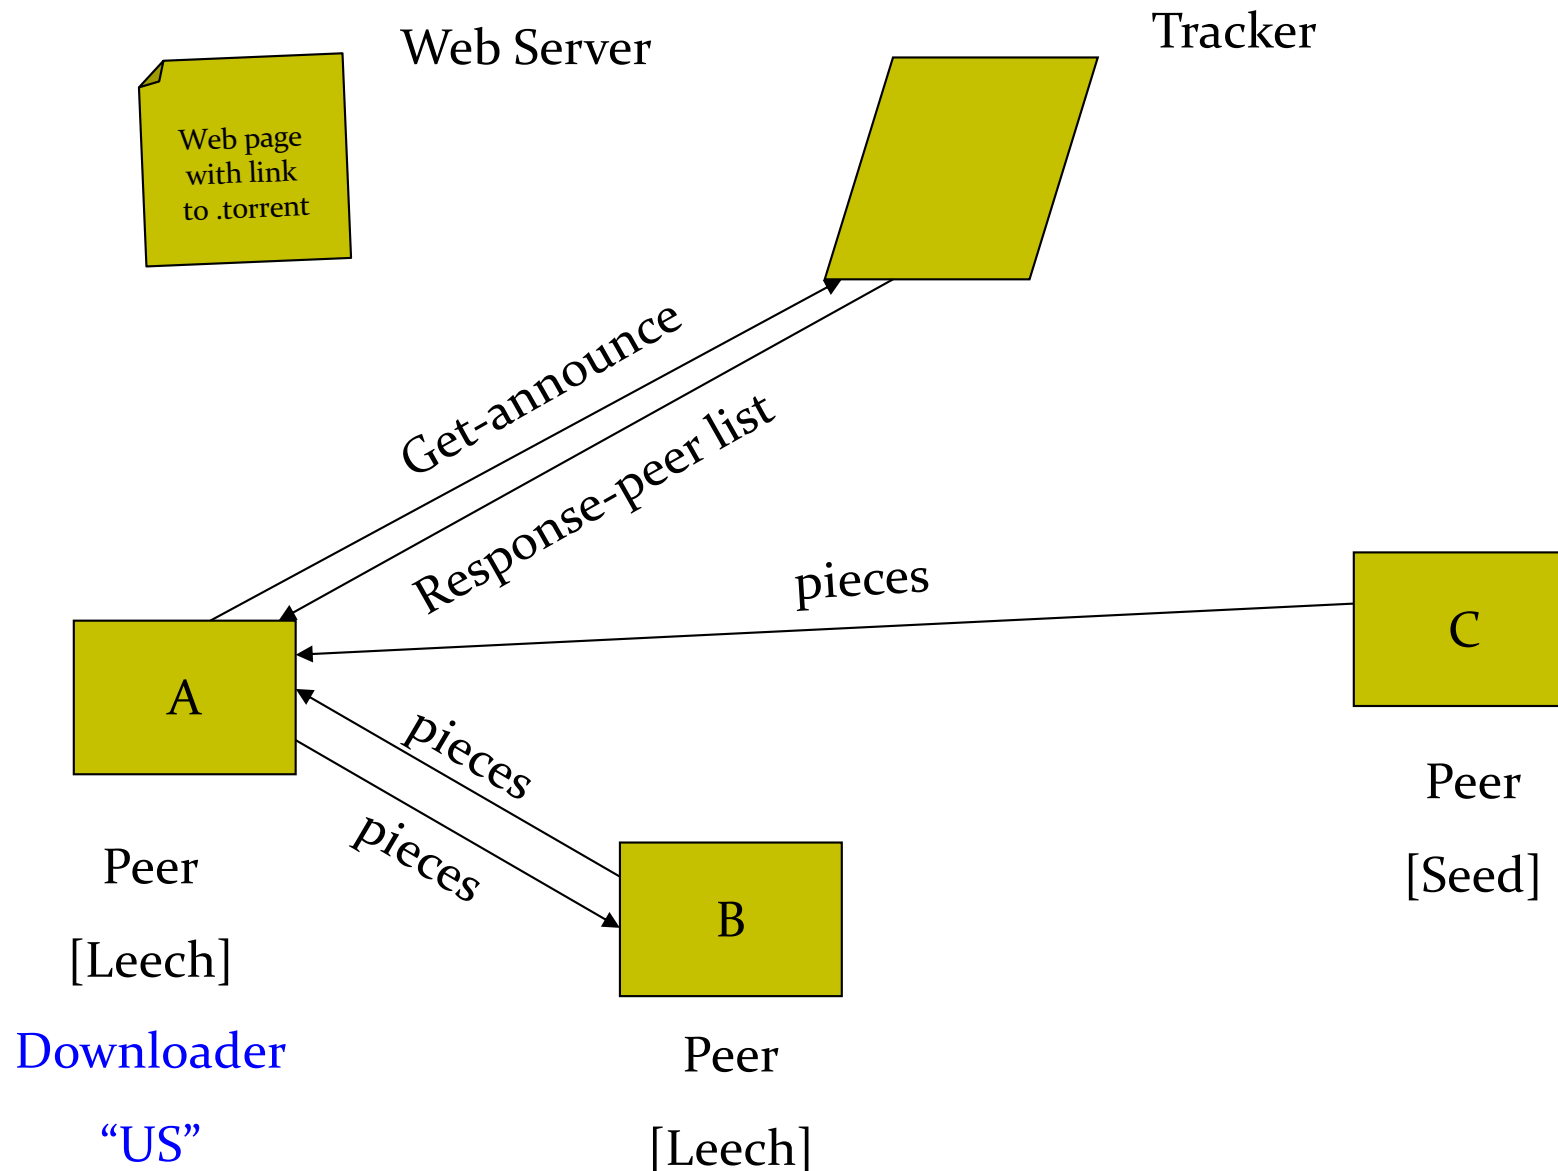 Web Server
Tracker
Web page
with link
to .torrent
Get-announce
Response-peer list
pieces
C
A
pieces
pieces
Peer
[Seed]
Peer
[Leech]
Downloader
“US”
B
Peer
[Leech]